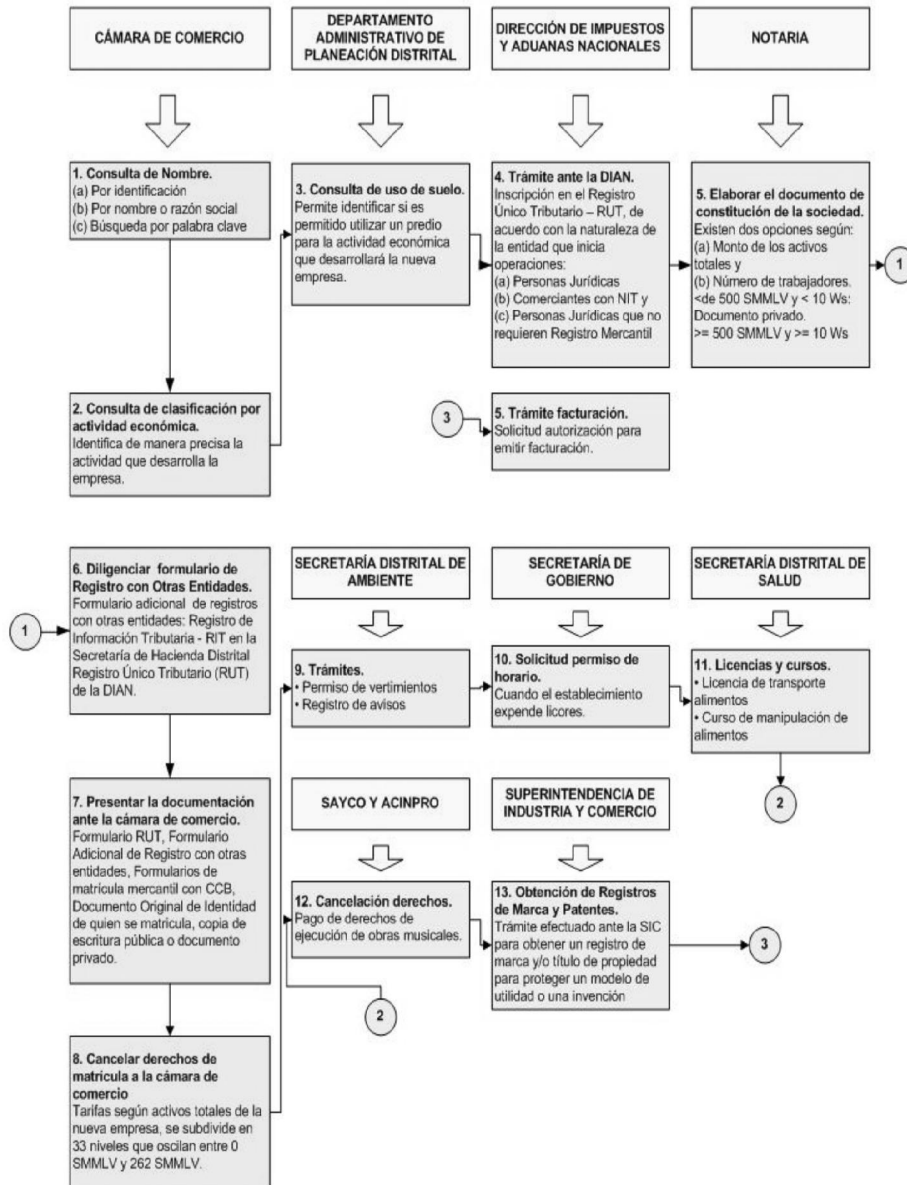 CÁMARA DE COMERCIO
DEPARTAMENTO
ADMINISTRATIVO DE
PLANEACIÓN DISTRITAL
DIRECCIÓN DE IMPUESTOS
Y ADUANAS NACIONALES
NOTARIA
1. Consulta de Nombre.
(a) Por identificación
(b) Por nombre o razón social
(c) Búsqueda por palabra clave
2. Consulta de clasificación por
actividad económica.
Identifica de manera precisa la
actividad que desarrolla la
empresa.
3. Consulta de uso de suelo.
Permite identificar si es
permitido utilizar un predio
para la actividad económica
que desarrollará la nueva
empresa.
4. Trámite ante la DIAN.
Inscripción en el Registro
Único Tributario – RUT, de
acuerdo con la naturaleza de
la entidad que inicia
operaciones:
(a) Personas Jurídicas
(b) Comerciantes con NIT y
(c) Personas Jurídicas que no
requieren Registro Mercantil
5. Elaborar el documento de
constitución de la sociedad.
Existen dos opciones según:
(a) Monto de los activos
totales y
(b) Número de trabajadores.
<de 500 SMMLV y < 10 Ws:
Documento privado.
>= 500 SMMLV y >= 10 Ws
1
3
5. Trámite facturación.
Solicitud autorización para
emitir facturación.
1
6. Diligenciar formulario de
Registro con Otras Entidades.
Formulario adicional de registros
con otras entidades: Registro de
Información Tributaria - RIT en la
Secretaría de Hacienda Distrital
Registro Único Tributario (RUT)
de la DIAN.
7. Presentar la documentación
ante la cámara de comercio.
Formulario RUT, Formulario
Adicional de Registro con otras
entidades, Formularios de
matrícula mercantil con CCB,
Documento Original de Identidad
de quien se matricula, copia de
escritura pública o documento
privado.
8. Cancelar derechos de
matrícula a la cámara de
comercio
Tarifas según activos totales de la
nueva empresa, se subdivide en
33 niveles que oscilan entre 0
SMMLV y 262 SMMLV.
SECRETARÍA DISTRITAL DE
AMBIENTE
SECRETARÍA DE
GOBIERNO
SECRETARÍA DISTRITAL DE
SALUD
9. Trámites.
• Permiso de vertimientos
• Registro de avisos
10. Solicitud permiso de
horario.
Cuando el establecimiento
expende licores.
11. Licencias y cursos.
• Licencia de transporte
alimentos
• Curso de manipulación de
alimentos
2
SAYCO Y ACINPRO
SUPERINTENDENCIA DE
INDUSTRIA Y COMERCIO
12. Cancelación derechos.
Pago de derechos de
ejecución de obras musicales.
2
13. Obtención de Registros
de Marca y Patentes.
Trámite efectuado ante la SIC
para obtener un registro de
marca y/o título de propiedad
para proteger un modelo de
utilidad o una invención
3